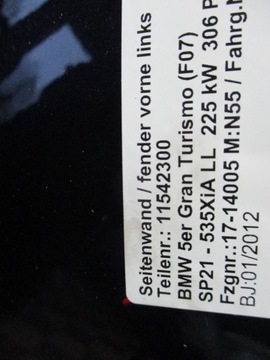 Seitenwand / fender vorne links
Teilenr.: 11542300
BMW 5er Gran Turismo (F07)
SP21 - 535XiA LL 225 kW 306 P
Fzgnr.:17-14005 M:N55 / Fahrg.N
BJ:01/2012